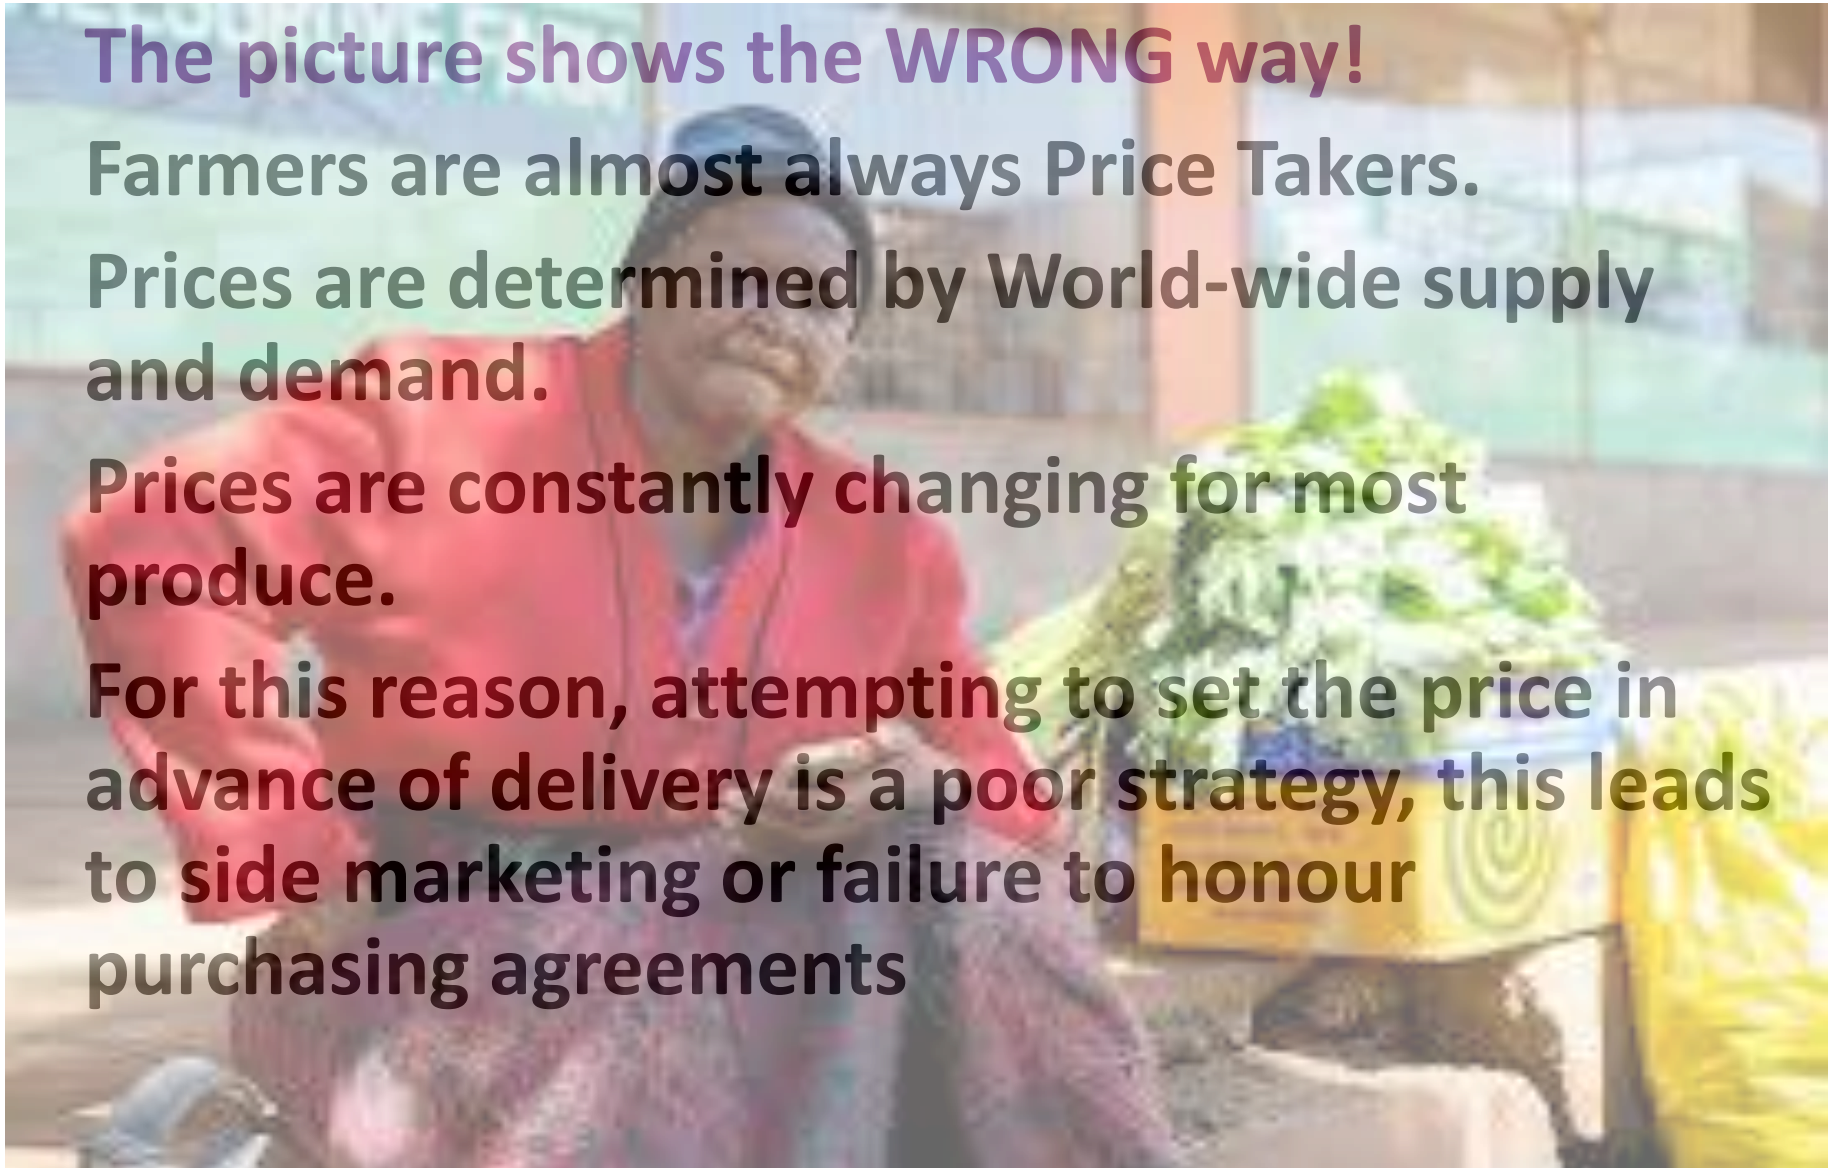 The picture shows the WRONG way!
Farmers are almost always Price Takers.
Prices are determined by World-wide supply
and demand.
Prices are constantly changing for most
produce.
For this reason, attempting to set the price in
advance of delivery is a poor strategy, this leads
to side marketing or failure to honour
purchasing agreements